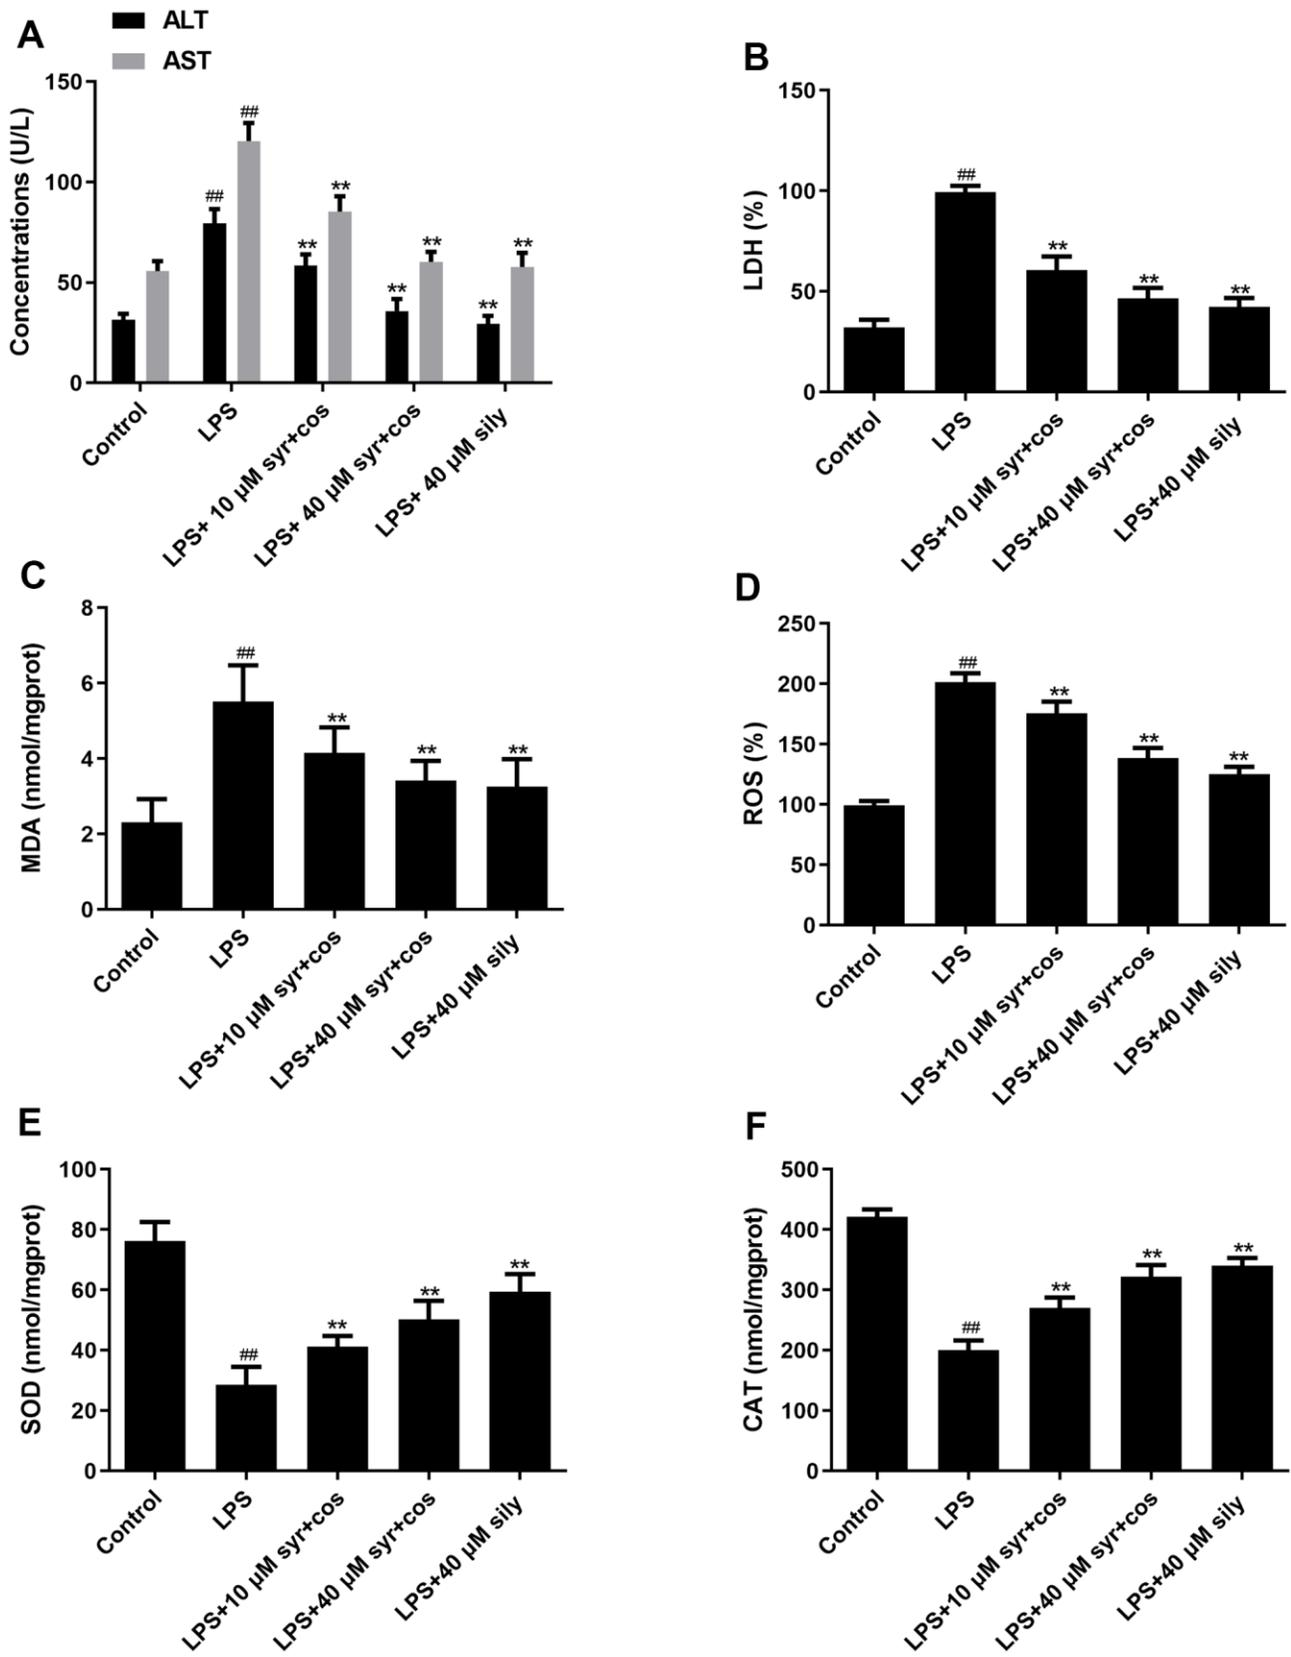 A
ALT
AST
Concentrations (U/L)
150
100
50
0
##
##
**
**
**
**
**
**
Control
LPS
LPS+ 10 μM syr+cos
LPS+ 40 μM syr+cos
LPS+ 40 μM sily
B
LDH (%)
150
100
50
0
##
**
**
**
Control
LPS
LPS+10 μM syr+cos
LPS+40 μM syr+cos
LPS+40 μM sily
C
MDA (nmol/mgprot)
8
6
4
2
0
##
**
**
**
Control
LPS
LPS+10 μM syr+cos
LPS+40 μM syr+cos
LPS+40 μM sily
D
ROS (%)
250
200
150
100
50
0
##
**
**
**
Control
LPS
LPS+10 μM syr+cos
LPS+40 μM syr+cos
LPS+40 μM sily
E
SOD (nmol/mgprot)
100
80
60
40
20
0
##
**
**
**
Control
LPS
LPS+10 μM syr+cos
LPS+40 μM syr+cos
LPS+40 μM sily
F
CAT (nmol/mgprot)
500
400
300
200
100
0
##
**
**
**
Control
LPS
LPS+10 μM syr+cos
LPS+40 μM syr+cos
LPS+40 μM sily